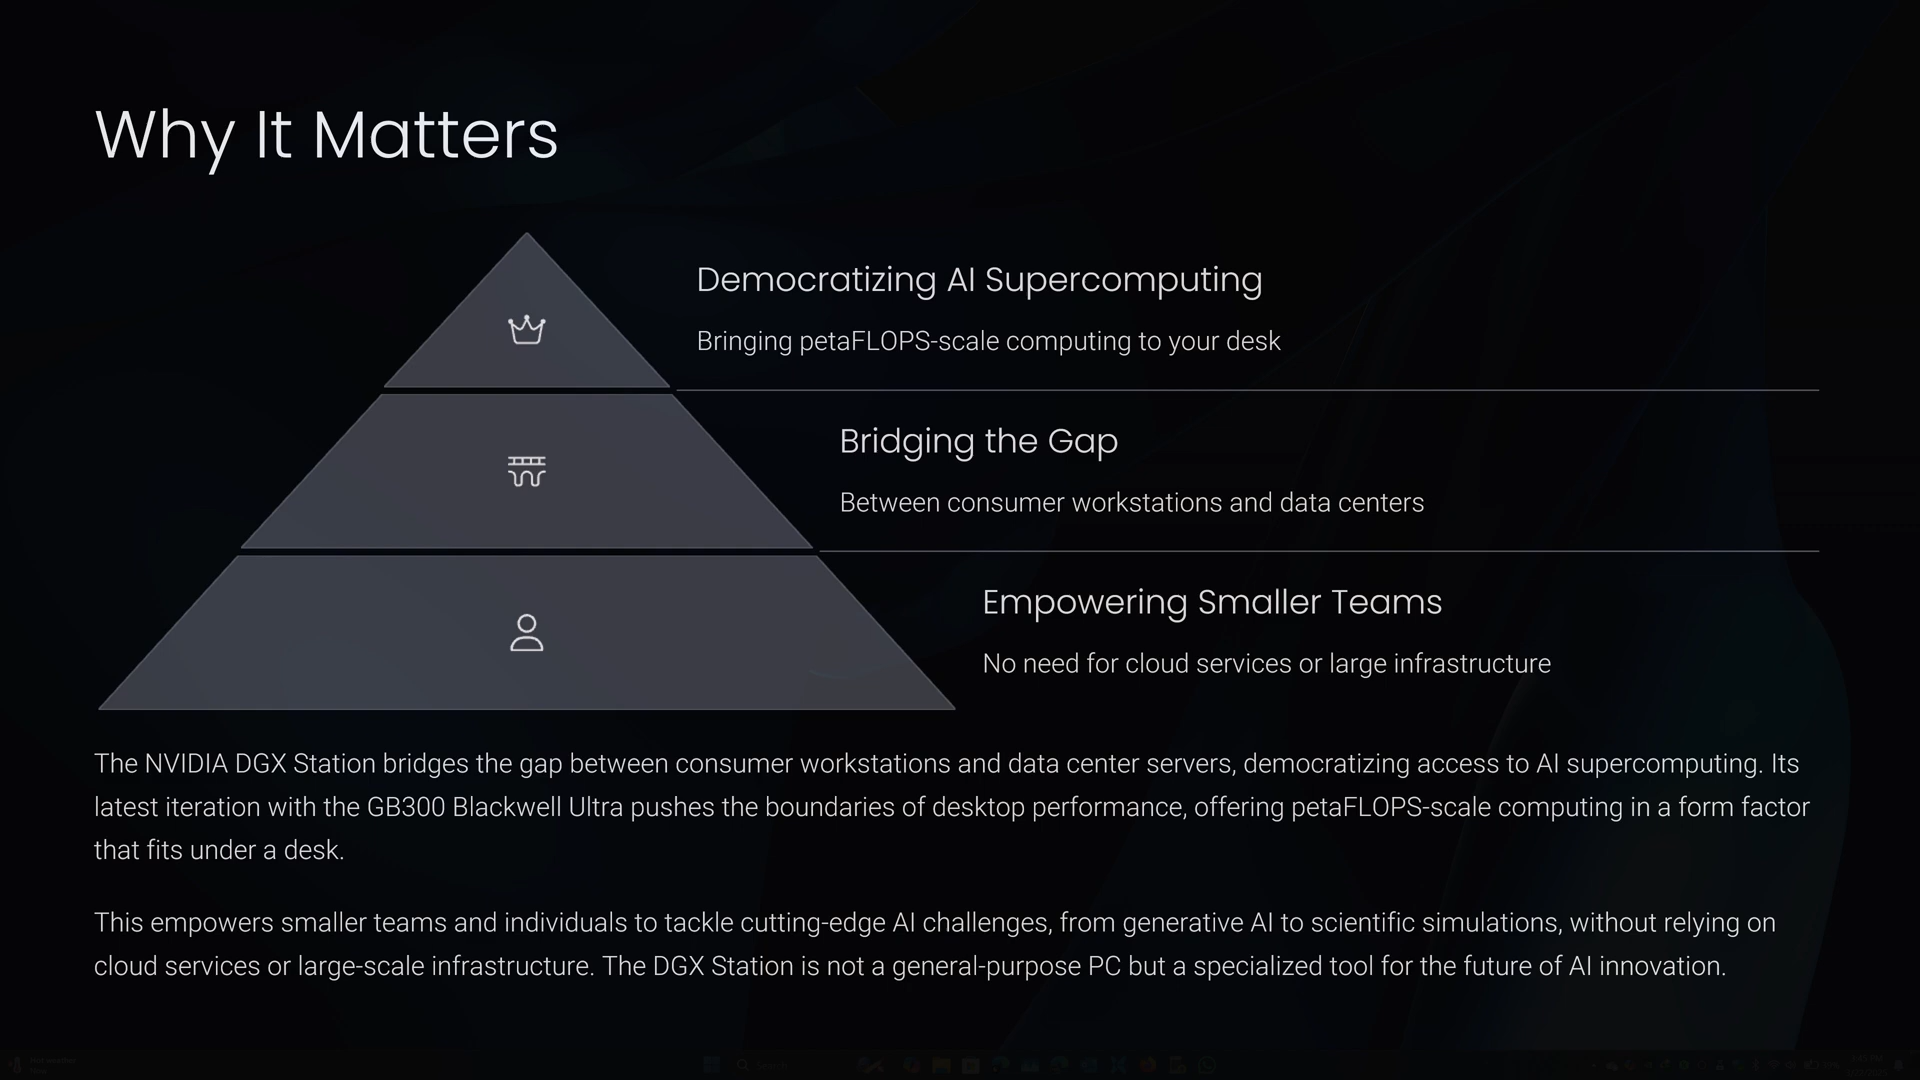 Why It Matters
Democratizing AI Supercomputing
Bringing petaFLOPS-scale computing to your desk
Bridging the Gap
Between consumer workstations and data centers
Empowering Smaller Teams
No need for cloud services or large infrastructure
The NVIDIA DGX Station bridges the gap between consumer workstations and data center servers, democratizing access to AI supercomputing. Its
latest iteration with the GB300 Blackwell Ultra pushes the boundaries of desktop performance, offering petaFLOPS-scale computing in a form factor
that fits under a desk.
This empowers smaller teams and individuals to tackle cutting-edge AI challenges, from generative AI to scientific simulations, without relying on
cloud services or large-scale infrastructure. The DGX Station is not a general-purpose PC but a specialized tool for the future of AI innovation.
Search